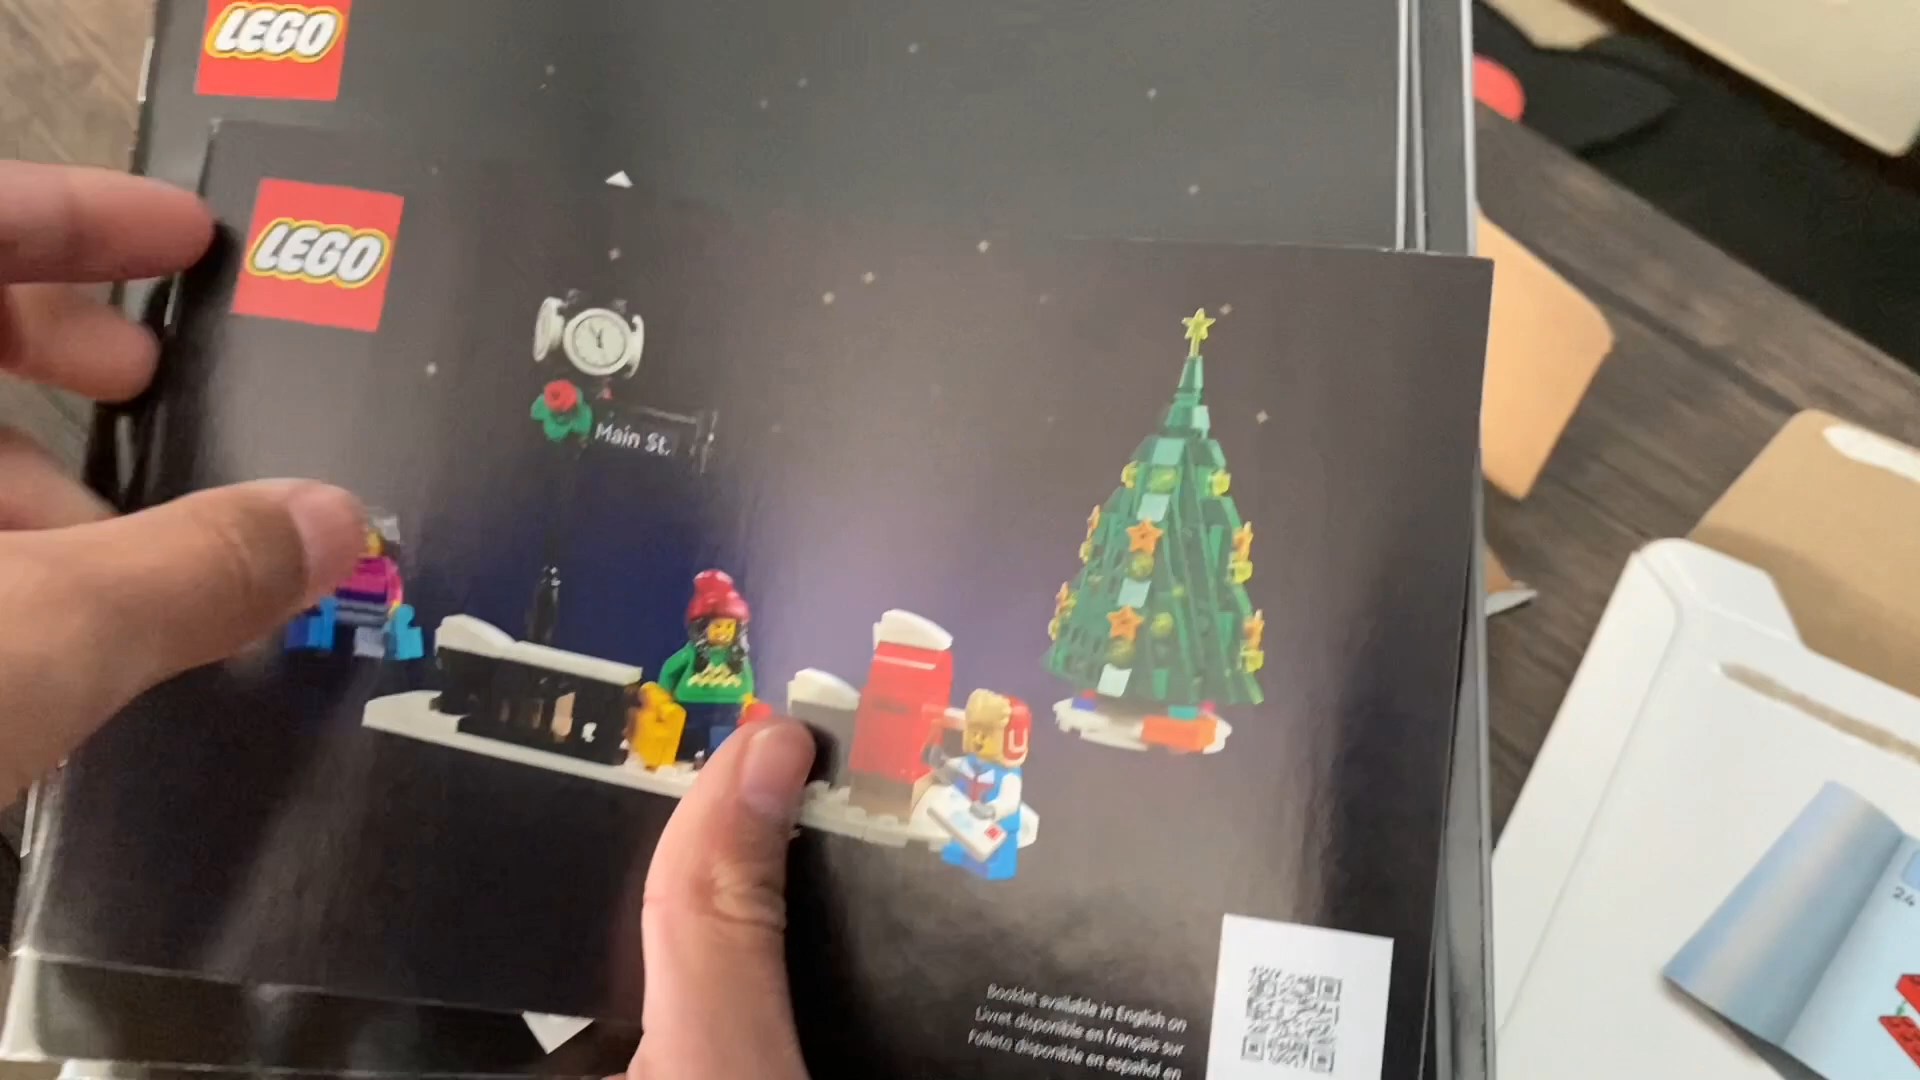 LEGO
LEGO
Main St.
Booklet available in English on
Livret disponible en français sur
Folleto disponible en español en
24